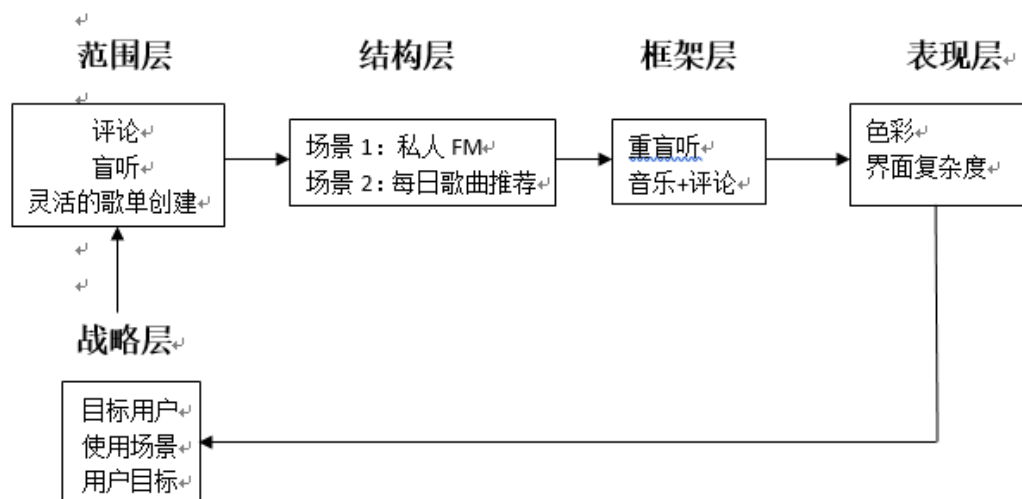 范围层
结构层
框架层
表现层
评论
盲听
灵活的歌单创建
场景 1：私人 FM
场景 2：每日歌曲推荐
重盲听
音乐+评论
色彩
界面复杂度
战略层
目标用户
使用场景
用户目标